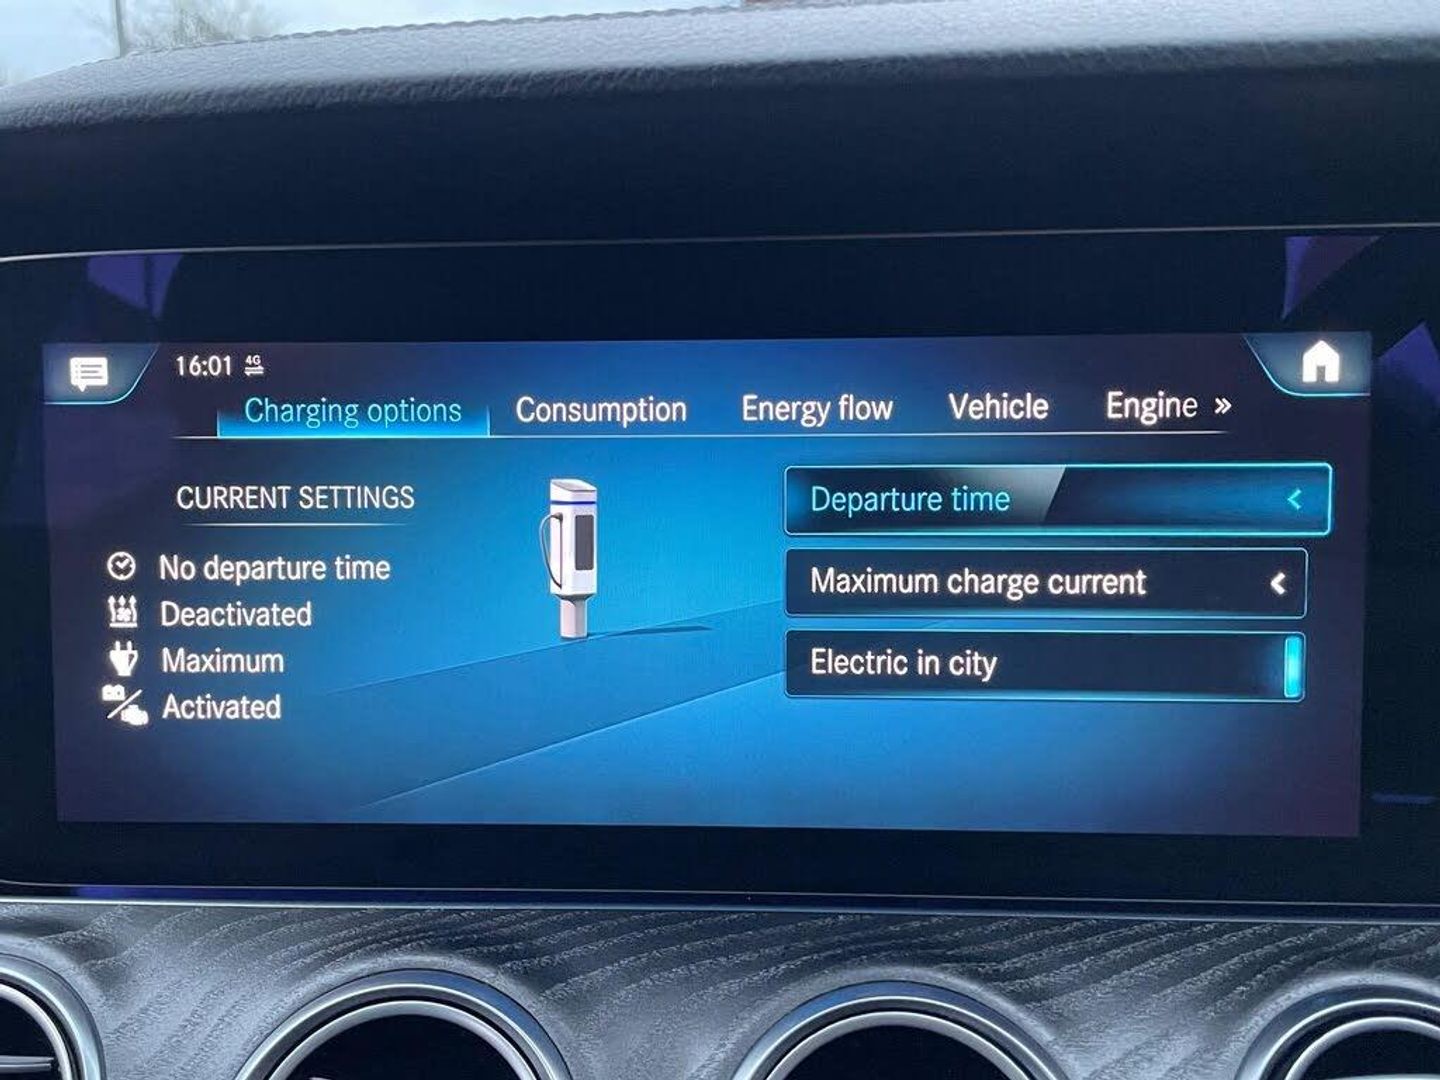 16:01 4G
Charging options Consumption Energy flow Vehicle Engine »
CURRENT SETTINGS
No departure time
Deactivated
Maximum
Activated
Departure time
Maximum charge current
Electric in city